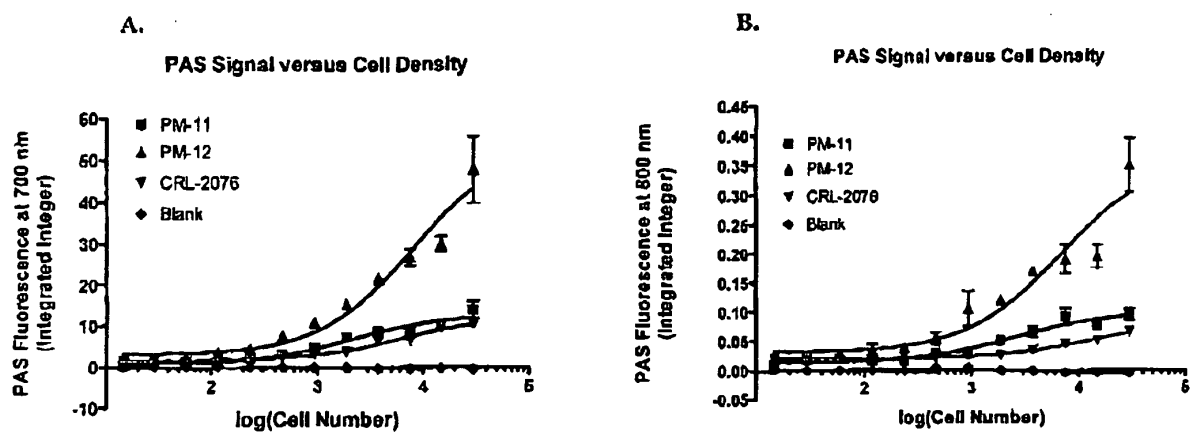 A.
PAS Signal versus Cell Density
PAS Fluorescence at 700 nm
(Integrated Integer)
60
50
40
30
20
10
0
-10
PM-11
PM-12
CRL-2076
Blank
2
3
4
5
log(Cell Number)
B.
PAS Signal versus Cell Density
PAS Fluorescence at 800 nm
(Integrated Integer)
0.45
0.40
0.35
0.30
0.25
0.20
0.15
0.10
0.05
0.00
-0.05
PM-11
PM-12
CRL-2076
Blank
2
3
4
5
log(Cell Number)